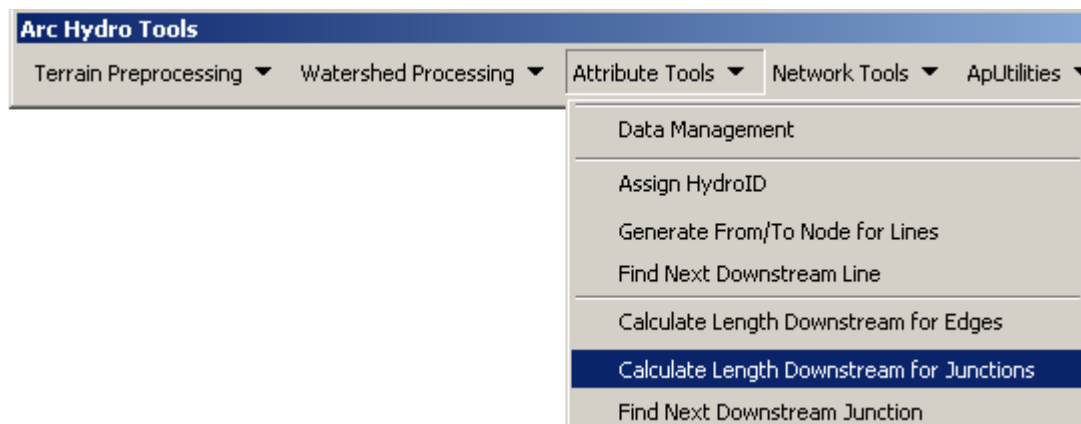 Arc Hydro Tools
Terrain Preprocessing Watershed Processing Attribute Tools Network Tools ApUtilities
Data Management
Assign HydroID
Generate From/To Node for Lines
Find Next Downstream Line
Calculate Length Downstream for Edges
Calculate Length Downstream for Junctions
Find Next Downstream Junction